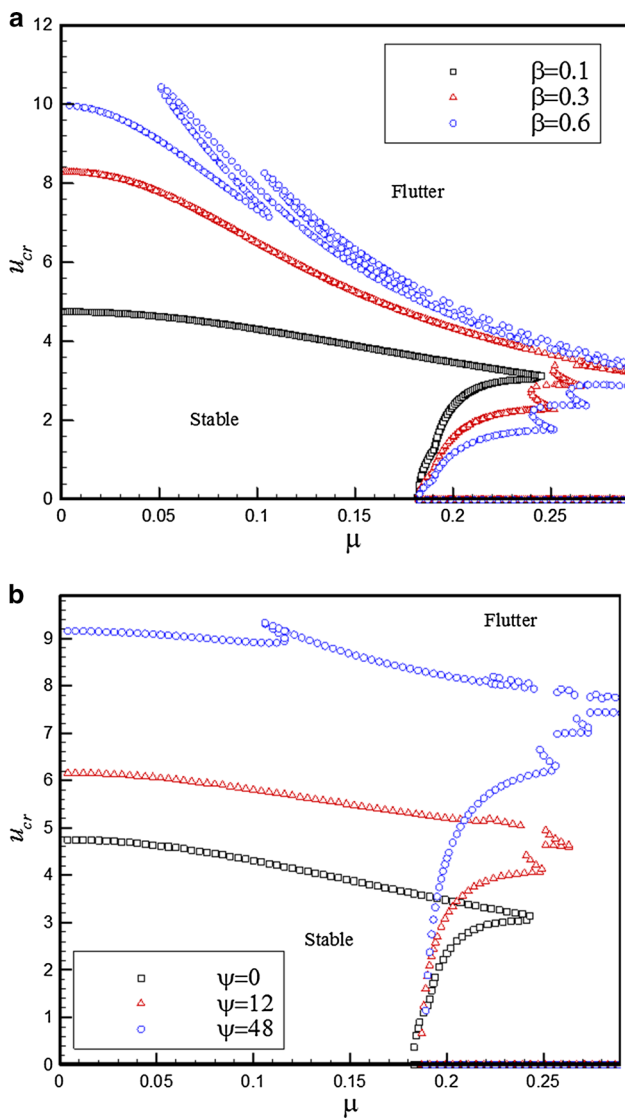 a
12
10
8
6
4
2
0
u_cr
β=0.1
β=0.3
β=0.6
Flutter
Stable
0
0.05
0.1
0.15
0.2
0.25
μ
b
9
8
7
6
5
4
3
2
1
0
u_cr
Flutter
Stable
ψ=0
ψ=12
ψ=48
0
0.05
0.1
0.15
0.2
0.25
μ